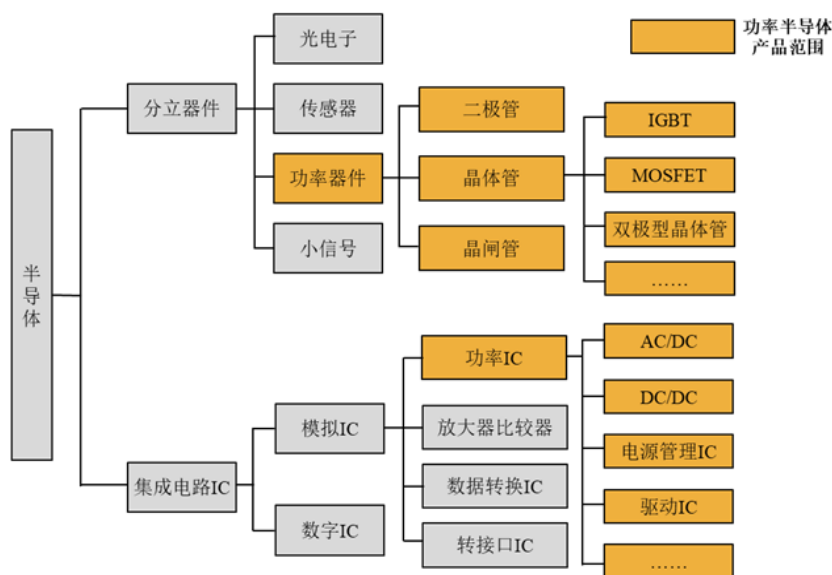 功率半导体
产品范围
半导体
分立器件
光电子
传感器
功率器件
小信号
二极管
晶体管
晶闸管
IGBT
MOSFET
双极型晶体管
……
集成电路IC
模拟IC
数字IC
功率IC
放大器比较器
数据转换IC
转接口IC
AC/DC
DC/DC
电源管理IC
驱动IC
……